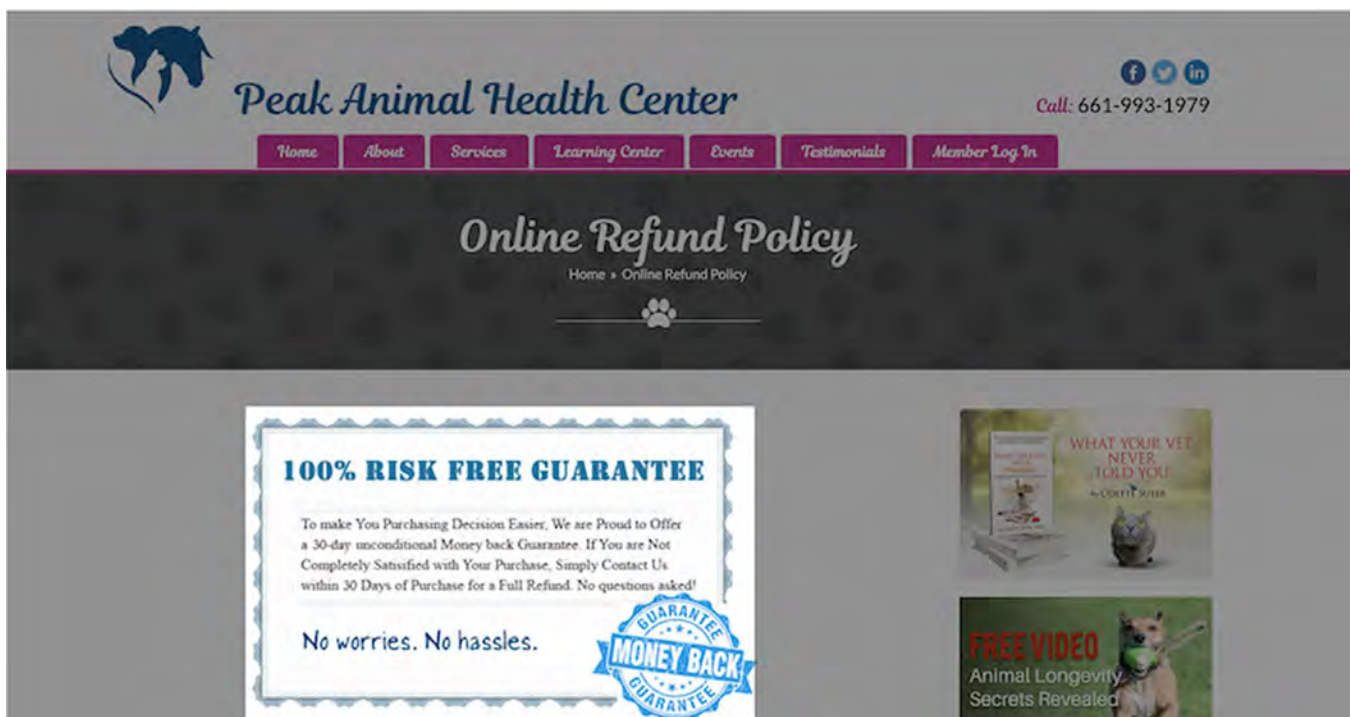 Peak Animal Health Center
Call: 661-993-1979
Home About Services Learning Center Events Testimonials Member Log In
Online Refund Policy
Home » Online Refund Policy
100% RISK FREE GUARANTEE
To make You Purchasing Decision Easier, We are Proud to Offer
a 30-day unconditional Money back Guarantee. If You are Not
Completely Satisified with Your Purchase, Simply Contact Us
within 30 Days of Purchase for a Full Refund. No questions asked!
No worries. No hassles.
GUARANTEE
MONEY BACK
GUARANTEE
WHAT YOUR VET
NEVER
TOLD YOU
By COLETTE SUTER
FREE VIDEO
Animal Longevity
Secrets Revealed